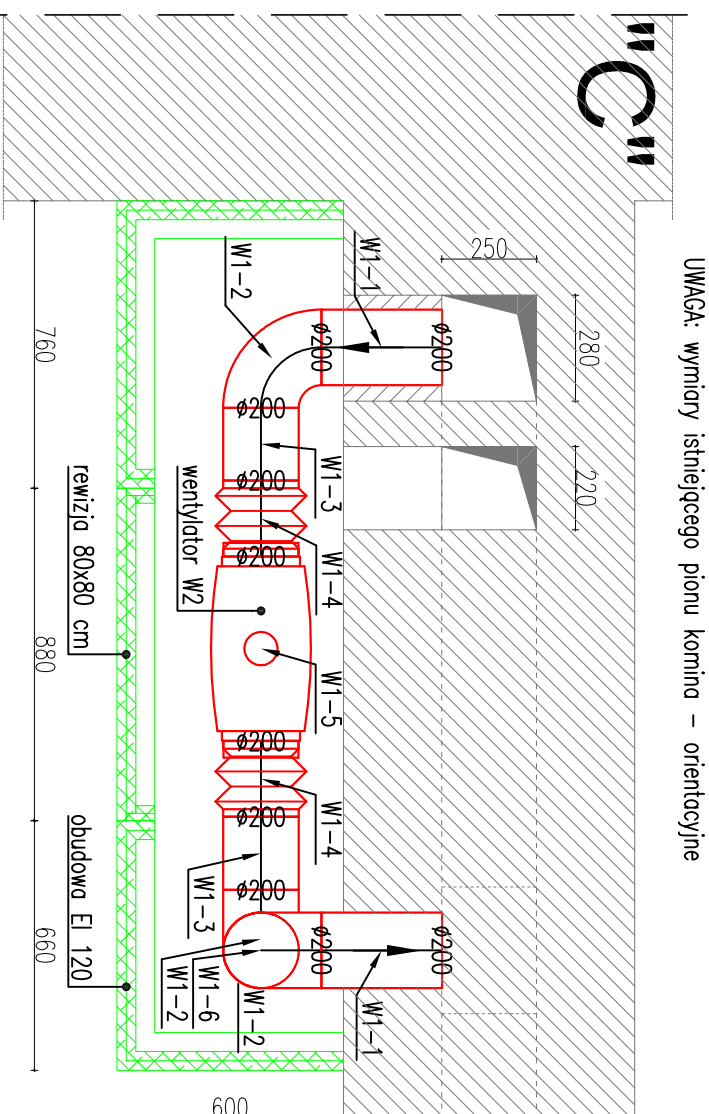 "C"
UWAGA: wymiary istniejącego pionu komina – orientacyjne
250
280
220
W1-1
W1-2
ø200
ø200
ø200
W1-3
ø200
W1-4
ø200
wentylator W2
W1-5
ø200
W1-4
ø200
W1-3
ø200
ø200
ø200
W1-1
W1-2
W1-6
W1-2
rewizja 80x80 cm
obudowa EI 120
760
880
660
600